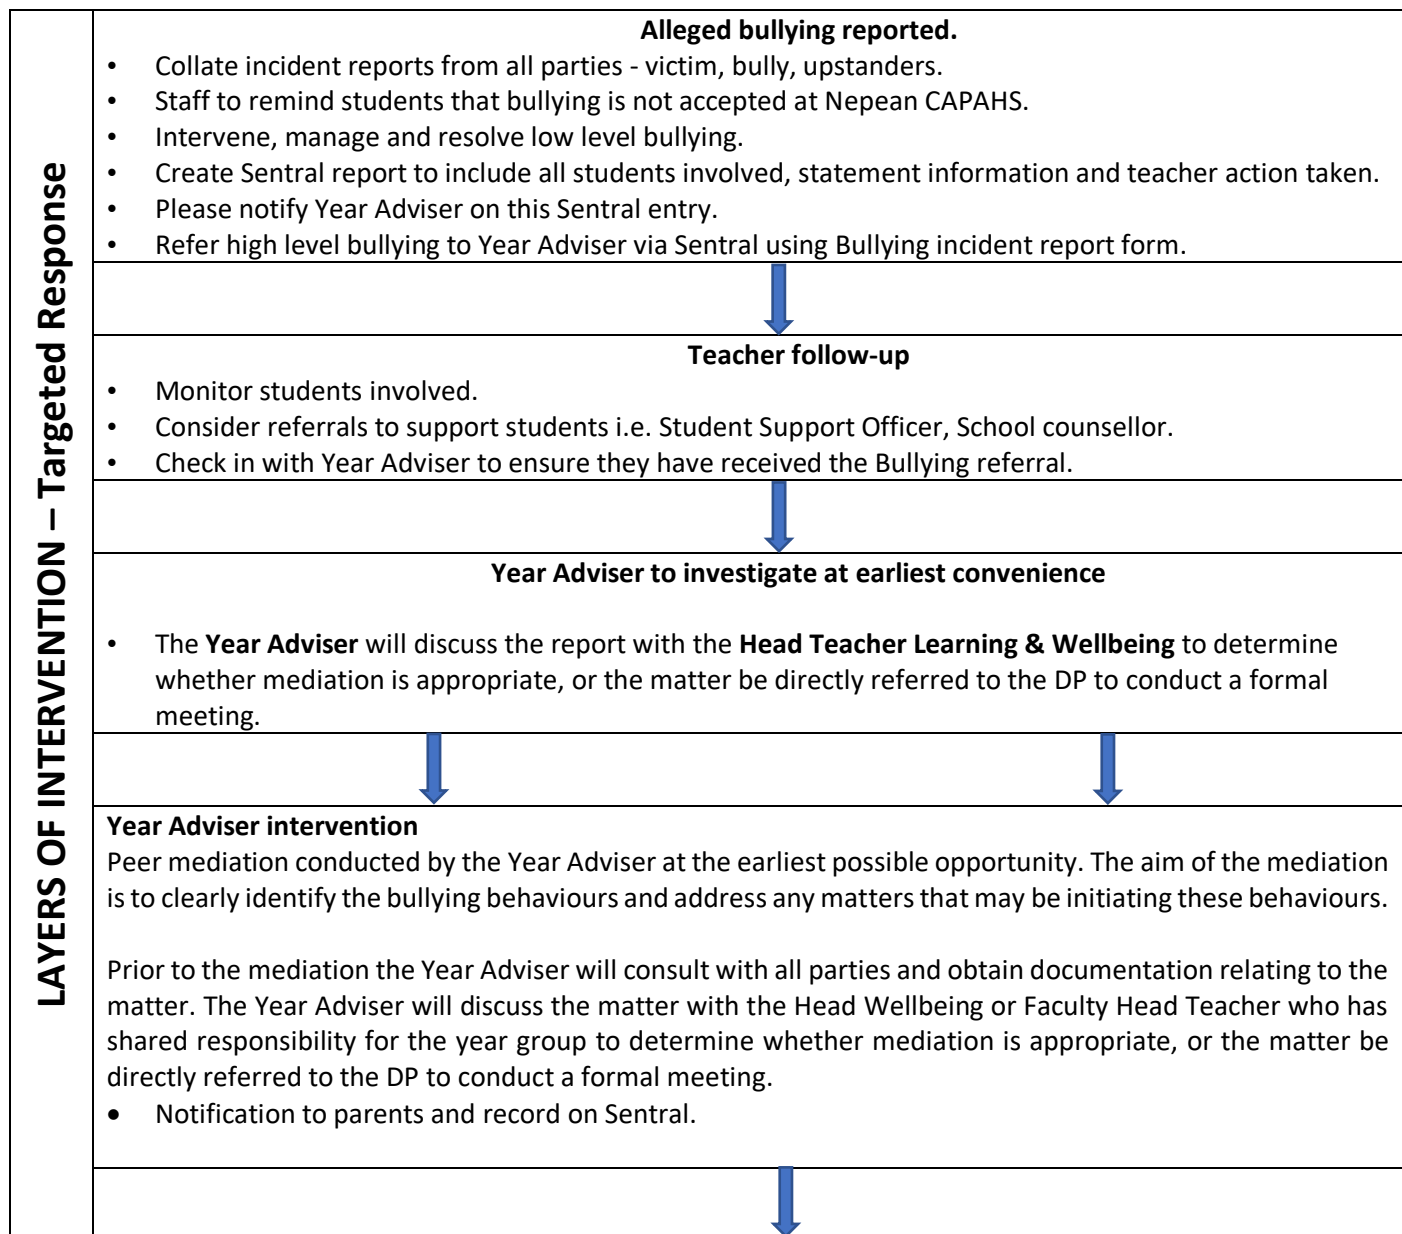 LAYERS OF INTERVENTION – Targeted Response
Alleged bullying reported.
• Collate incident reports from all parties - victim, bully, upstanders.
• Staff to remind students that bullying is not accepted at Nepean CAPAHS.
• Intervene, manage and resolve low level bullying.
• Create Sentral report to include all students involved, statement information and teacher action taken.
• Please notify Year Adviser on this Sentral entry.
• Refer high level bullying to Year Adviser via Sentral using Bullying incident report form.
Teacher follow-up
• Monitor students involved.
• Consider referrals to support students i.e. Student Support Officer, School counsellor.
• Check in with Year Adviser to ensure they have received the Bullying referral.
Year Adviser to investigate at earliest convenience
• The Year Adviser will discuss the report with the Head Teacher Learning & Wellbeing to determine
whether mediation is appropriate, or the matter be directly referred to the DP to conduct a formal
meeting.
Year Adviser intervention
Peer mediation conducted by the Year Adviser at the earliest possible opportunity. The aim of the mediation
is to clearly identify the bullying behaviours and address any matters that may be initiating these behaviours.
Prior to the mediation the Year Adviser will consult with all parties and obtain documentation relating to the
matter. The Year Adviser will discuss the matter with the Head Wellbeing or Faculty Head Teacher who has
shared responsibility for the year group to determine whether mediation is appropriate, or the matter be
directly referred to the DP to conduct a formal meeting.
• Notification to parents and record on Sentral.